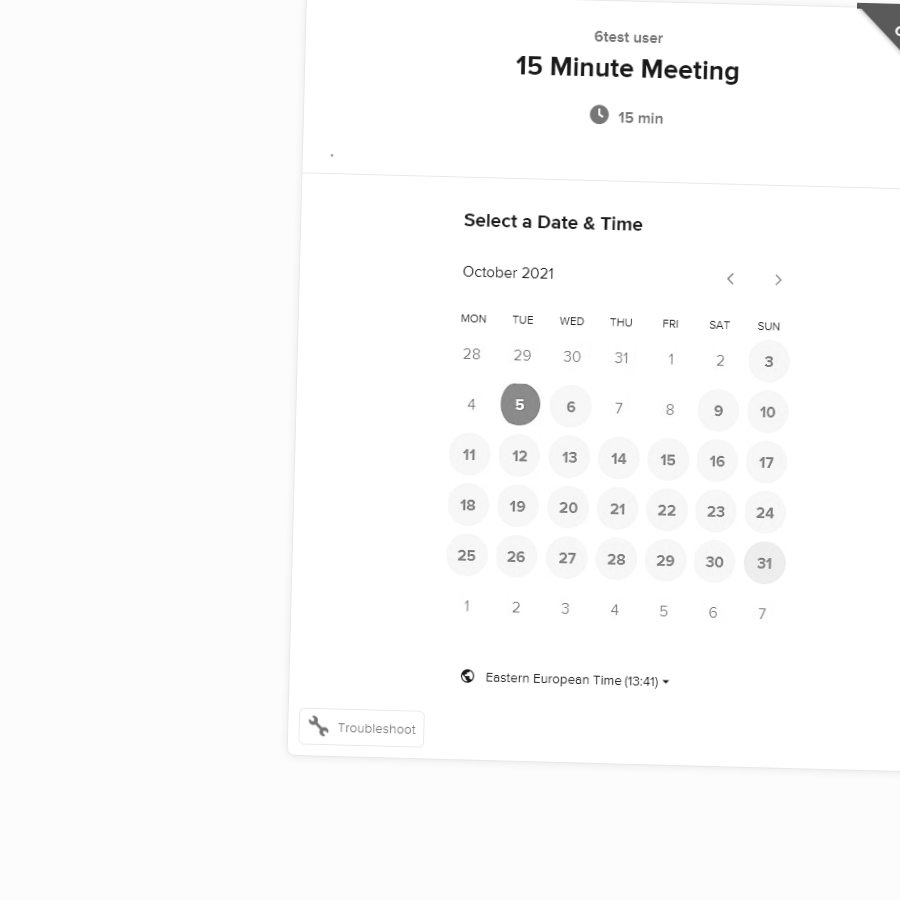 6test user
15 Minute Meeting
15 min
.
Select a Date & Time
October 2021
MON TUE WED THU FRI SAT SUN
28 29 30 31 1 2 3
4 5 6 7 8 9 10
11 12 13 14 15 16 17
18 19 20 21 22 23 24
25 26 27 28 29 30 31
1 2 3 4 5 6 7
Eastern European Time (13:41)
Troubleshoot